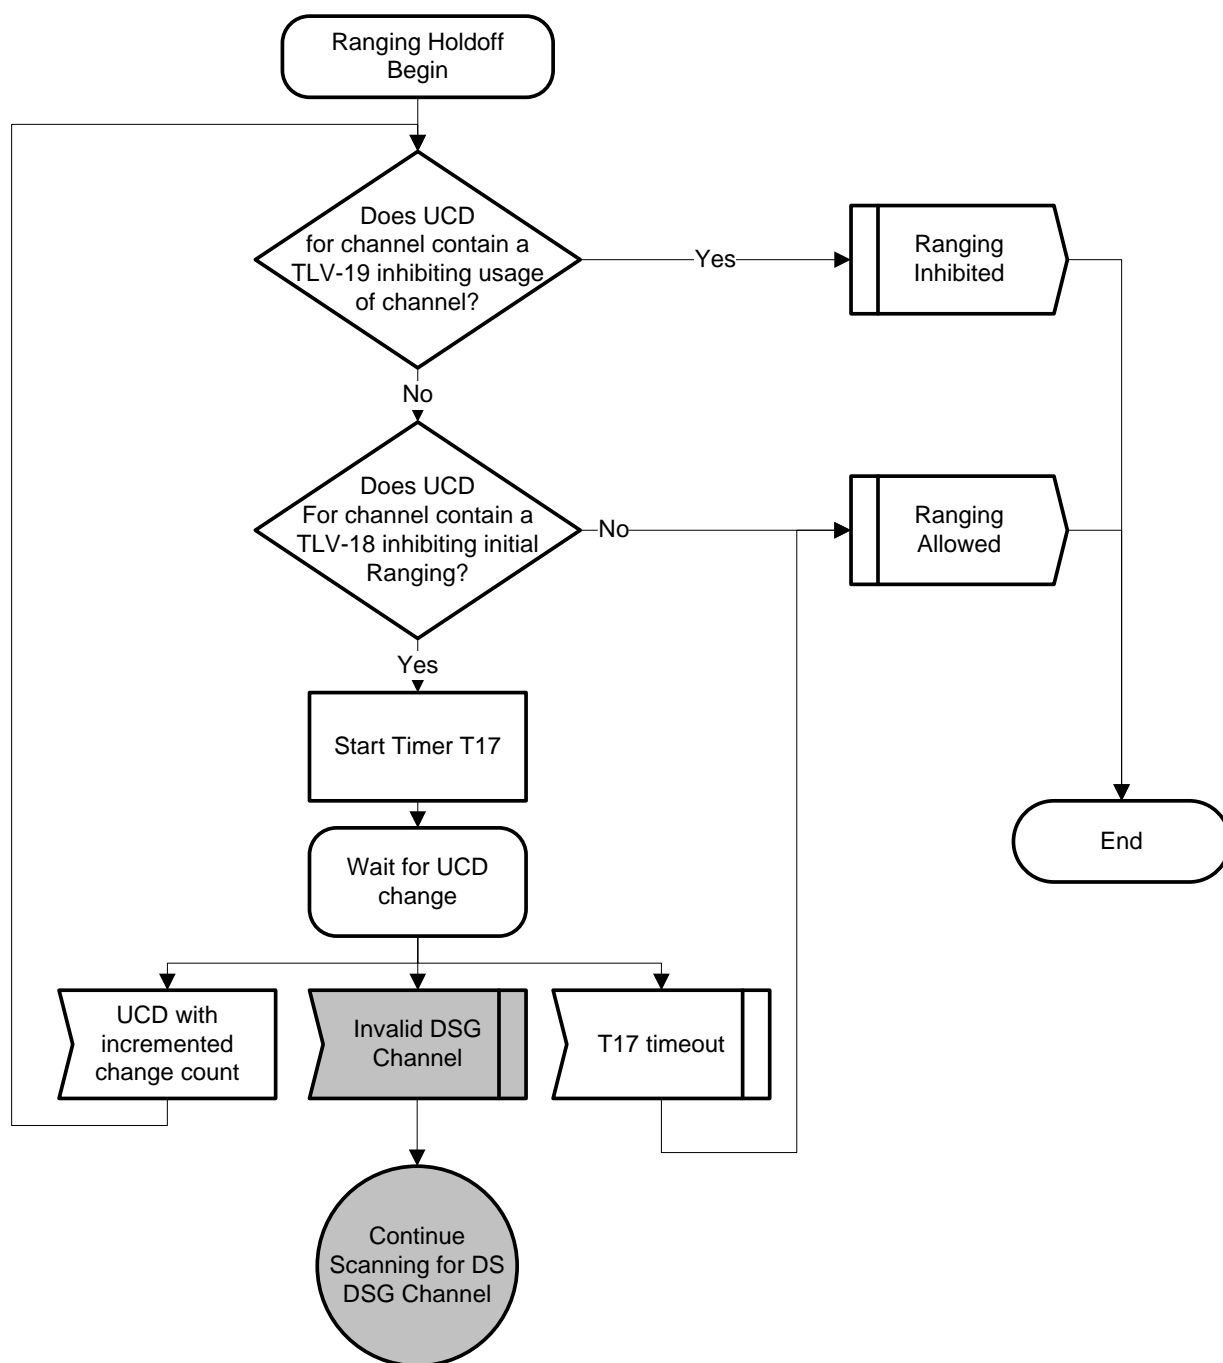 Ranging Holdoff
Begin
Does UCD
for channel contain a
TLV-19 inhibiting usage
of channel?
Yes
Ranging
Inhibited
No
Does UCD
For channel contain a
TLV-18 inhibiting initial
Ranging?
No
Ranging
Allowed
Yes
Start Timer T17
Wait for UCD
change
End
UCD with
incremented
change count
Invalid DSG
Channel
T17 timeout
Continue
Scanning for DS
DSG Channel